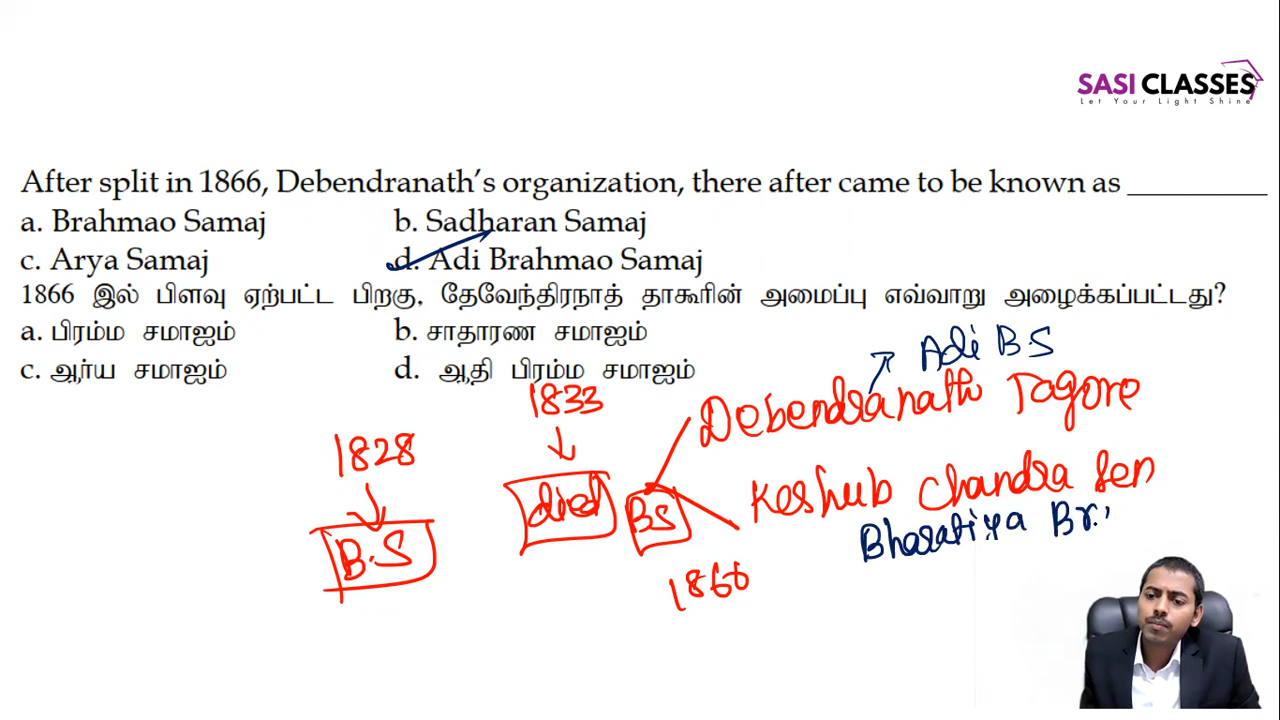 SASI CLASSES
Let Your Light Shine
After split in 1866, Debendranath's organization, there after came to be known as __________
a. Brahmao Samaj b. Sadharan Samaj
c. Arya Samaj d. Adi Brahmao Samaj
1866 இல் பிளவு ஏற்பட்ட பிறகு, தேவேந்திரநாத் தாகூரின் அமைப்பு எவ்வாறு அழைக்கப்பட்டது?
a. பிரம்ம சமாஜம் b. சாதாரண சமாஜம்
c. ஆர்ய சமாஜம் d. ஆதி பிரம்ம சமாஜம்
Adi B.S
1833 Debendranath Tagore
1828
died BS Keshub Chandra Sen
B.S Bharatiya Br.
1866